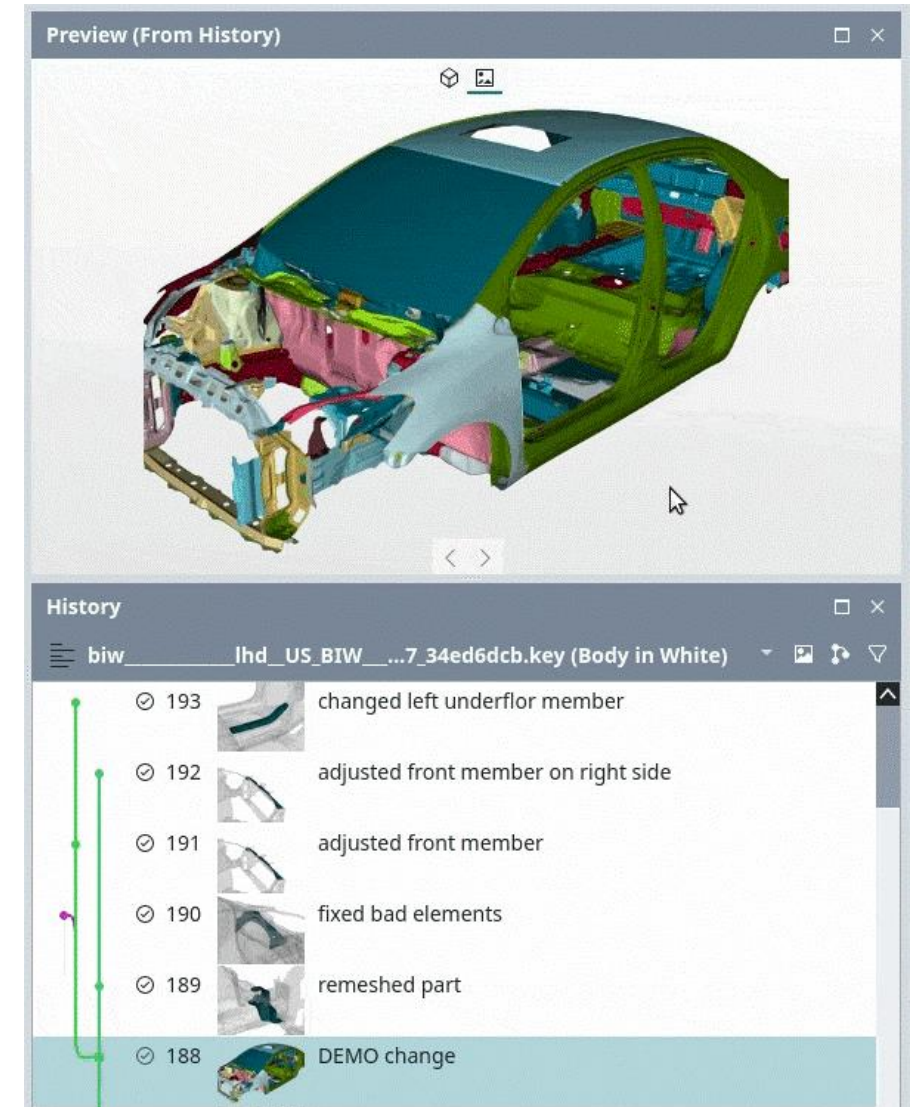 Preview (From History)
History
biw__________lhd__US_BIW___...7_34ed6dcb.key (Body in White)
193 changed left underflor member
192 adjusted front member on right side
191 adjusted front member
190 fixed bad elements
189 remeshed part
188 DEMO change